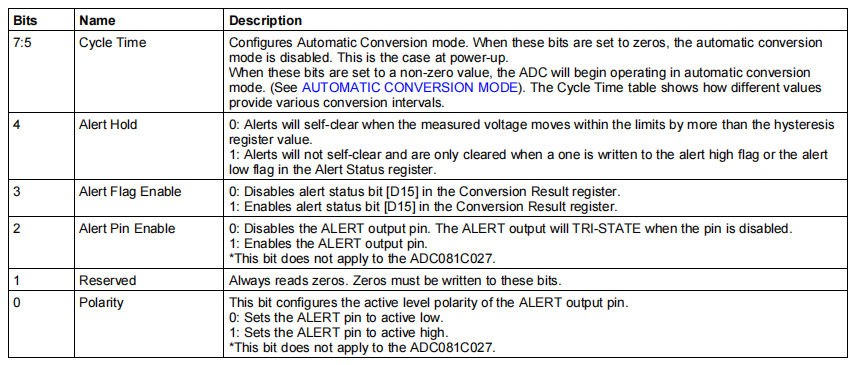 Bits Name Description
7:5 Cycle Time Configures Automatic Conversion mode. When these bits are set to zeros, the automatic conversion
mode is disabled. This is the case at power-up.
When these bits are set to a non-zero value, the ADC will begin operating in automatic conversion
mode. (See AUTOMATIC CONVERSION MODE). The Cycle Time table shows how different values
provide various conversion intervals.
4 Alert Hold 0: Alerts will self-clear when the measured voltage moves within the limits by more than the hysteresis
register value.
1: Alerts will not self-clear and are only cleared when a one is written to the alert high flag or the alert
low flag in the Alert Status register.
3 Alert Flag Enable 0: Disables alert status bit [D15] in the Conversion Result register.
1: Enables alert status bit [D15] in the Conversion Result register.
2 Alert Pin Enable 0: Disables the ALERT output pin. The ALERT output will TRI-STATE when the pin is disabled.
1: Enables the ALERT output pin.
*This bit does not apply to the ADC081C027.
1 Reserved Always reads zeros. Zeros must be written to these bits.
0 Polarity This bit configures the active level polarity of the ALERT output pin.
0: Sets the ALERT pin to active low.
1: Sets the ALERT pin to active high.
*This bit does not apply to the ADC081C027.